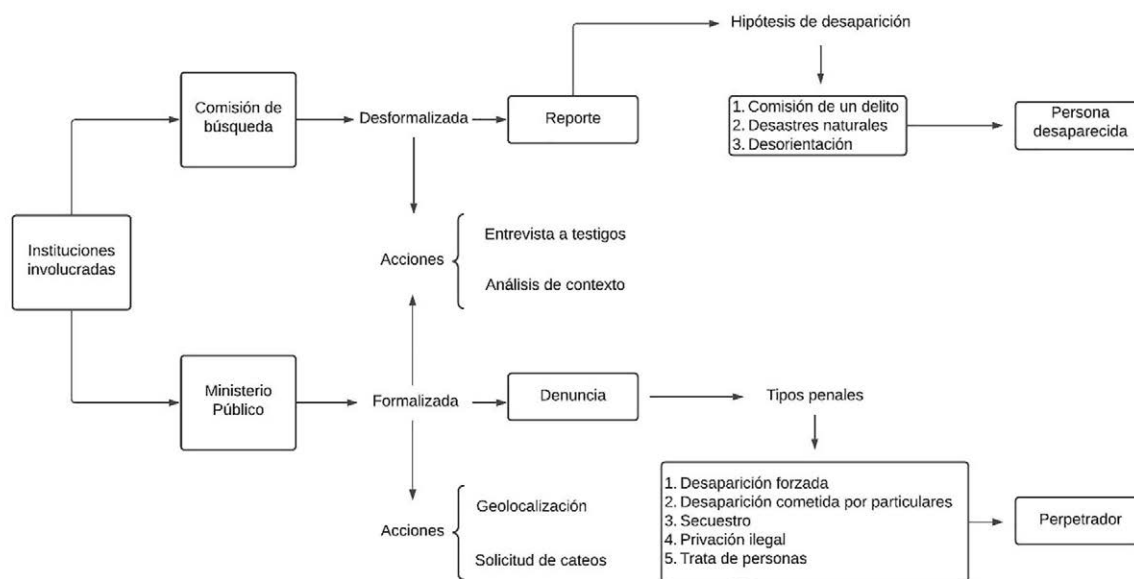 Hipótesis de desaparición
Comisión de
búsqueda
Desformalizada
Reporte
1. Comisión de un delito
2. Desastres naturales
3. Desorientación
Persona
desaparecida
Instituciones
involucradas
Acciones
Entrevista a testigos
Análisis de contexto
Ministerio
Público
Formalizada
Denuncia
Tipos penales
Acciones
Geolocalización
Solicitud de cateos
1. Desaparición forzada
2. Desaparición cometida por particulares
3. Secuestro
4. Privación ilegal
5. Trata de personas
Perpetrador